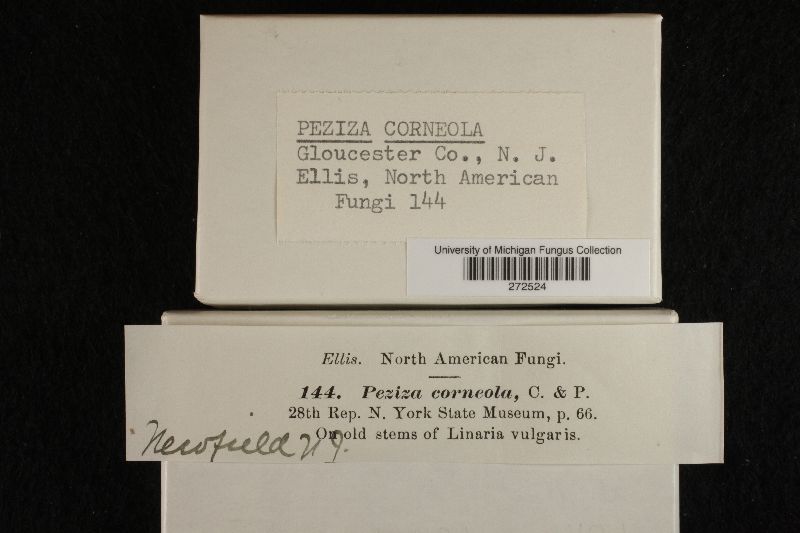 PEZIZA CORNEOLA
Gloucester Co., N. J.
Ellis, North American
Fungi 144
University of Michigan Fungus Collection
272524
Ellis. North American Fungi.
144. Peziza corneola, C. & P.
28th Rep. N. York State Museum, p. 66.
On old stems of Linaria vulgaris.
Newfield NJ.